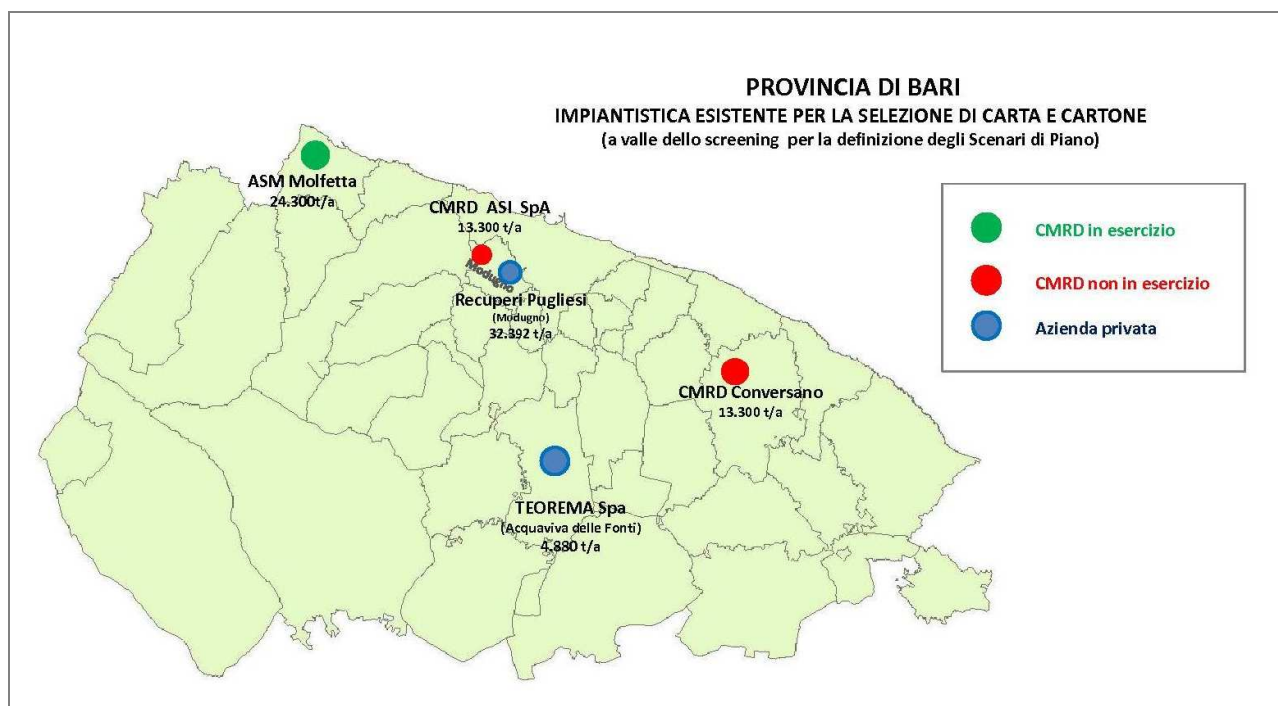 PROVINCIA DI BARI
IMPIANTISTICA ESISTENTE PER LA SELEZIONE DI CARTA E CARTONE
(a valle dello screening per la definizione degli Scenari di Piano)
ASM Molfetta
24.300t/a
CMRD ASI SpA
13.300 t/a
Modugno
Recuperi Pugliesi
(Modugno)
32.392 t/a
CMRD Conversano
13.300 t/a
TEOREMA Spa
(Acquaviva delle Fonti)
4.880 t/a
CMRD in esercizio
CMRD non in esercizio
Azienda privata